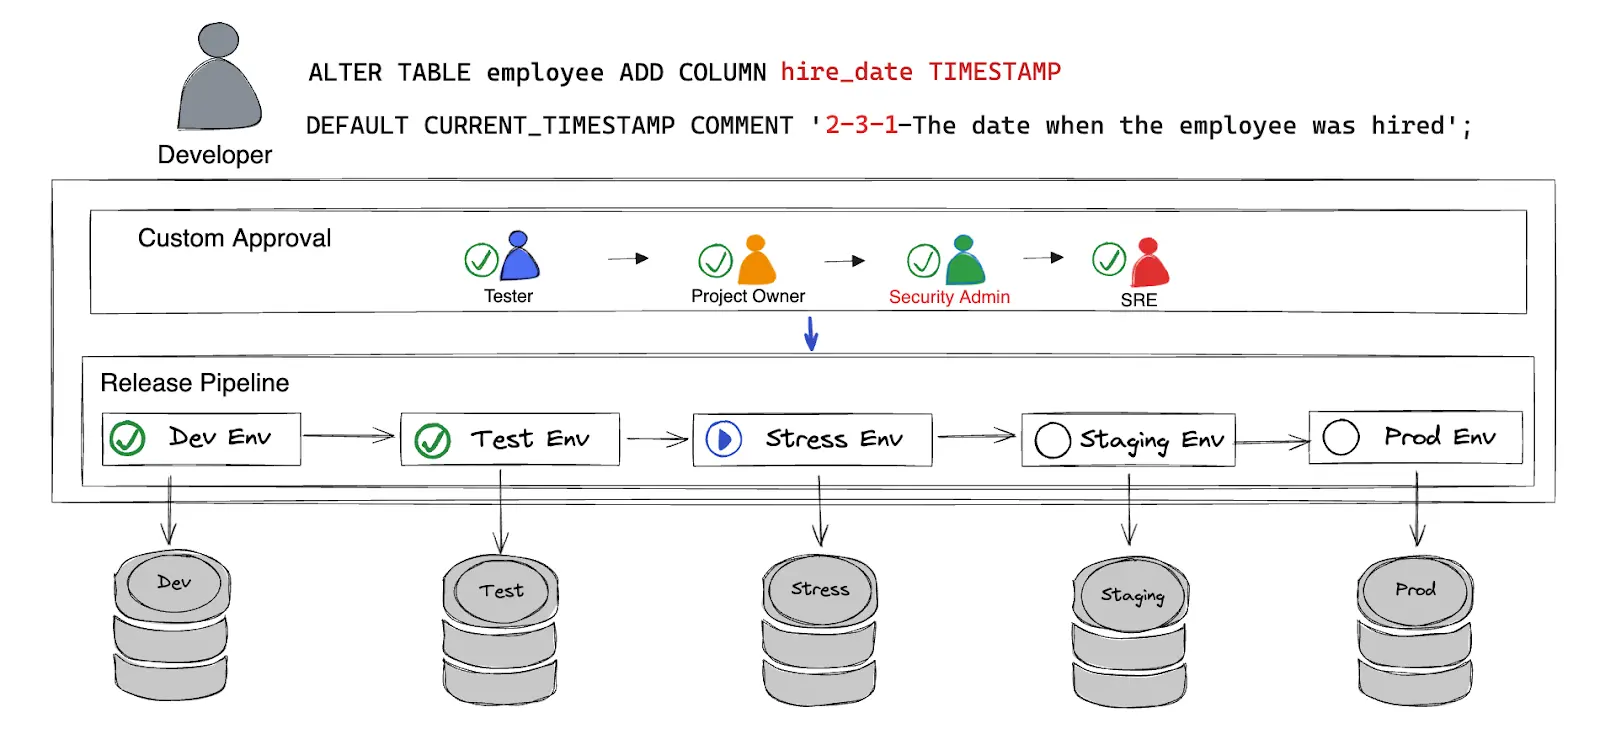 ALTER TABLE employee ADD COLUMN hire_date TIMESTAMP
DEFAULT CURRENT_TIMESTAMP COMMENT '2-3-1-The date when the employee was hired';
Developer
Custom Approval
Tester
Project Owner
Security Admin
SRE
Release Pipeline
Dev Env
Test Env
Stress Env
Staging Env
Prod Env
Dev
Test
Stress
Staging
Prod